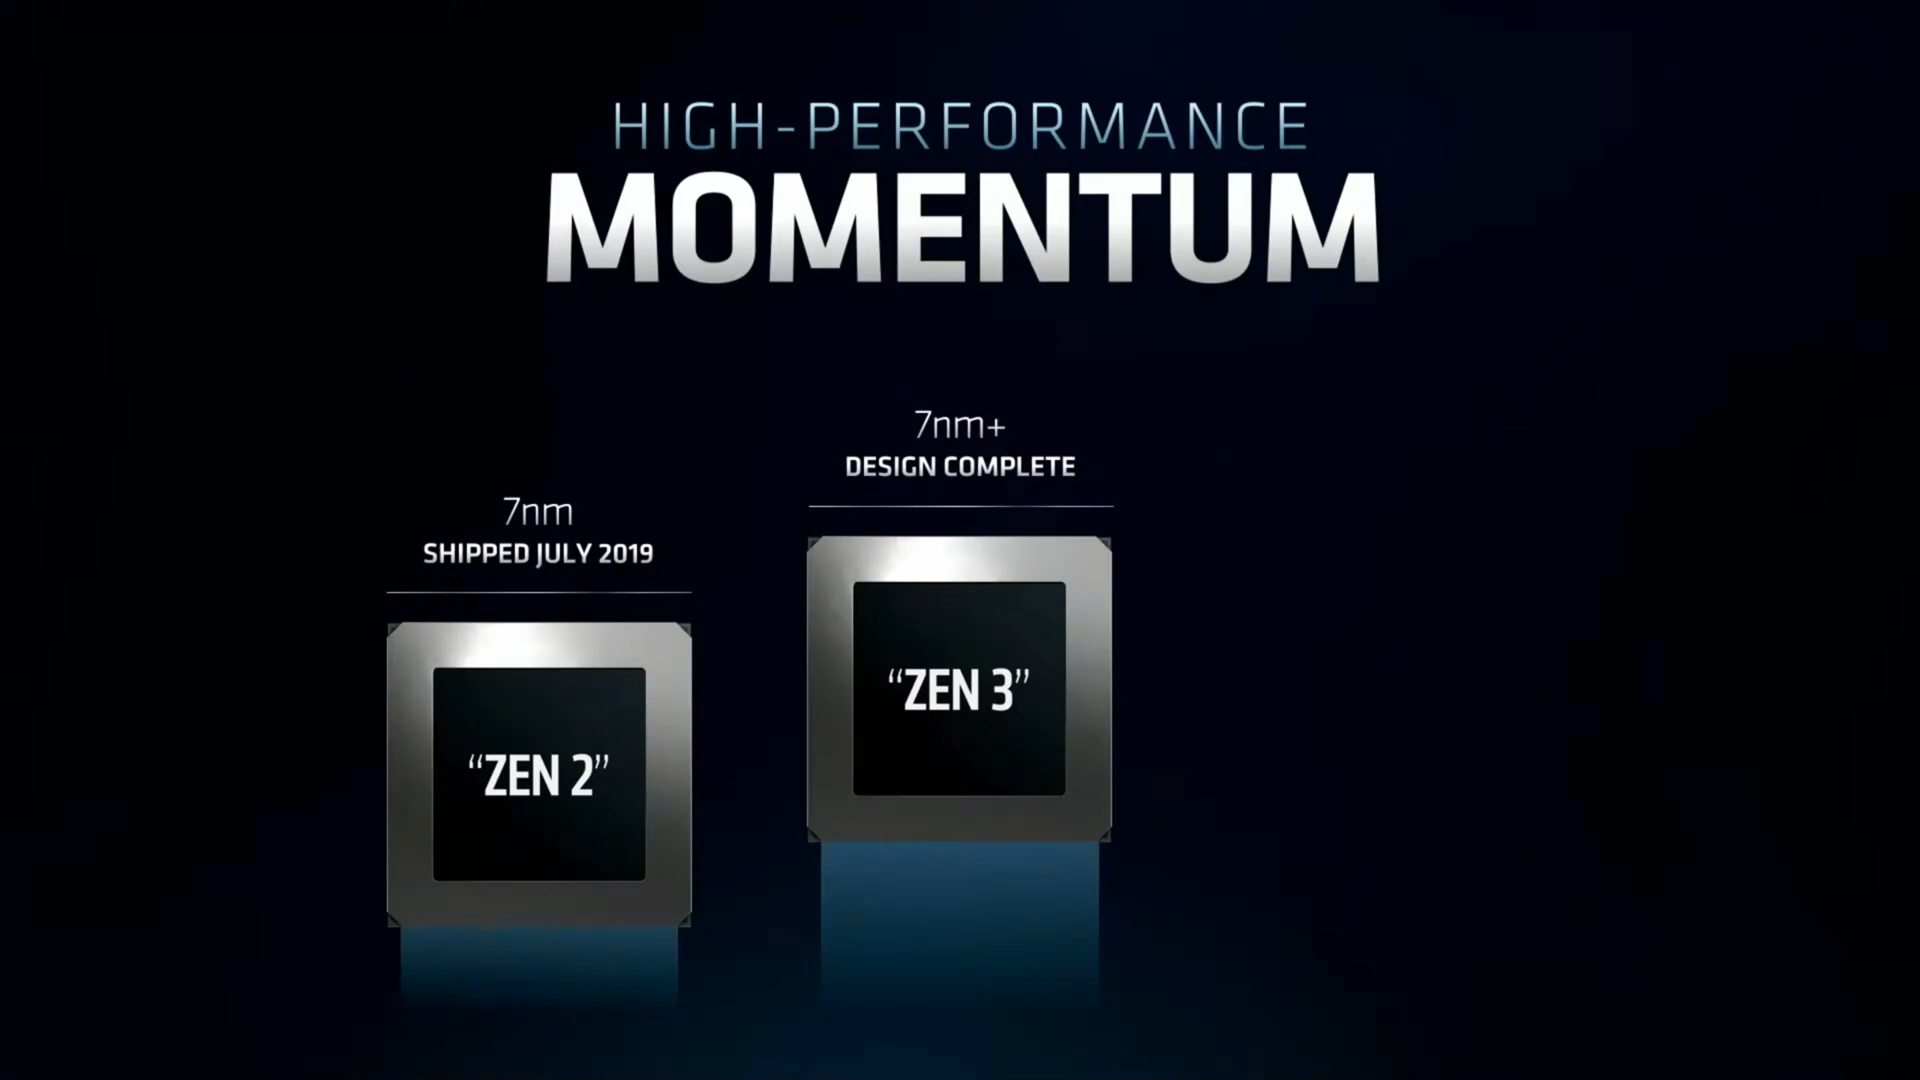 HIGH-PERFORMANCE
MOMENTUM
7nm
SHIPPED JULY 2019
“ZEN 2”
7nm+
DESIGN COMPLETE
“ZEN 3”